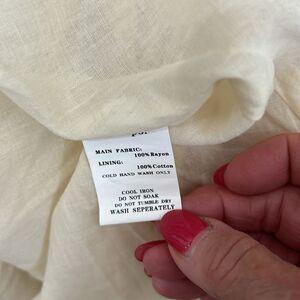 MAIN FABRIC:
100%Rayon
LINING:
100%Cotton
COLD HAND WASH ONLY
COOL IRON
DO NOT SOAK
DO NOT TUMBLE DRY
WASH SEPERATELY